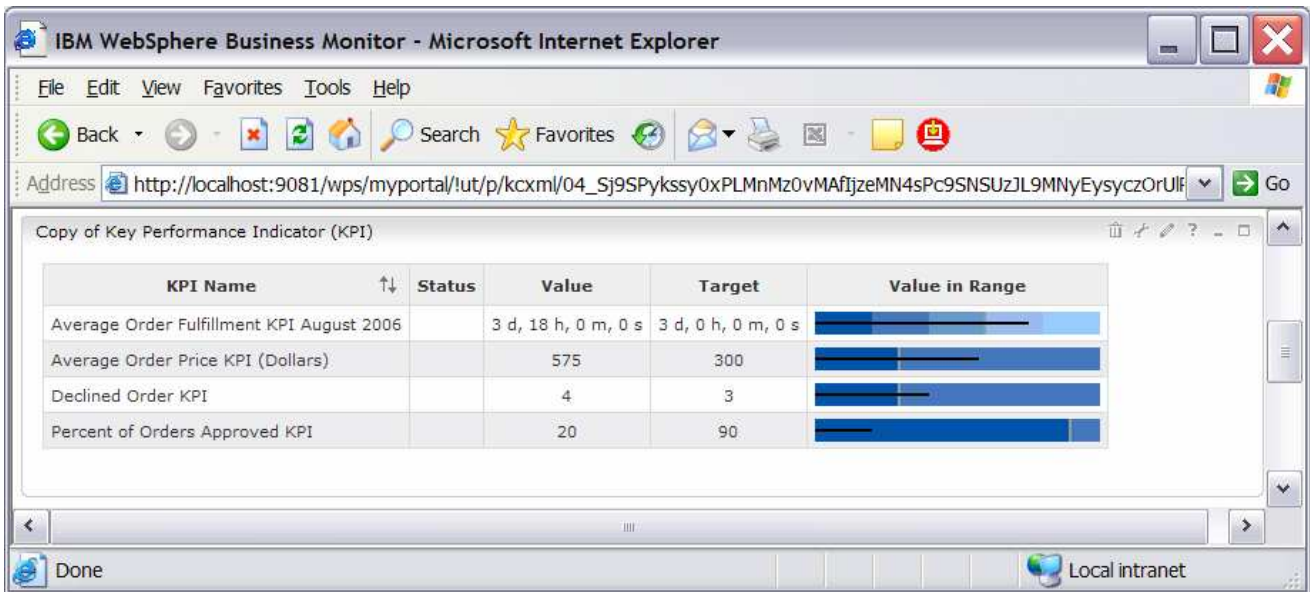 IBM WebSphere Business Monitor - Microsoft Internet Explorer
File Edit View Favorites Tools Help
Back Search Favorites
Address http://localhost:9081/wps/myportal/!ut/p/kcxml/04_Sj9SPykssy0xPLMnMz0vMAfIjzeMN4sPc9SNSUzJL9MNyEysyczOrUlF Go
Copy of Key Performance Indicator (KPI) ?
KPI Name Status Value Target Value in Range
Average Order Fulfillment KPI August 2006 3 d, 18 h, 0 m, 0 s 3 d, 0 h, 0 m, 0 s
Average Order Price KPI (Dollars) 575 300
Declined Order KPI 4 3
Percent of Orders Approved KPI 20 90
Done Local intranet